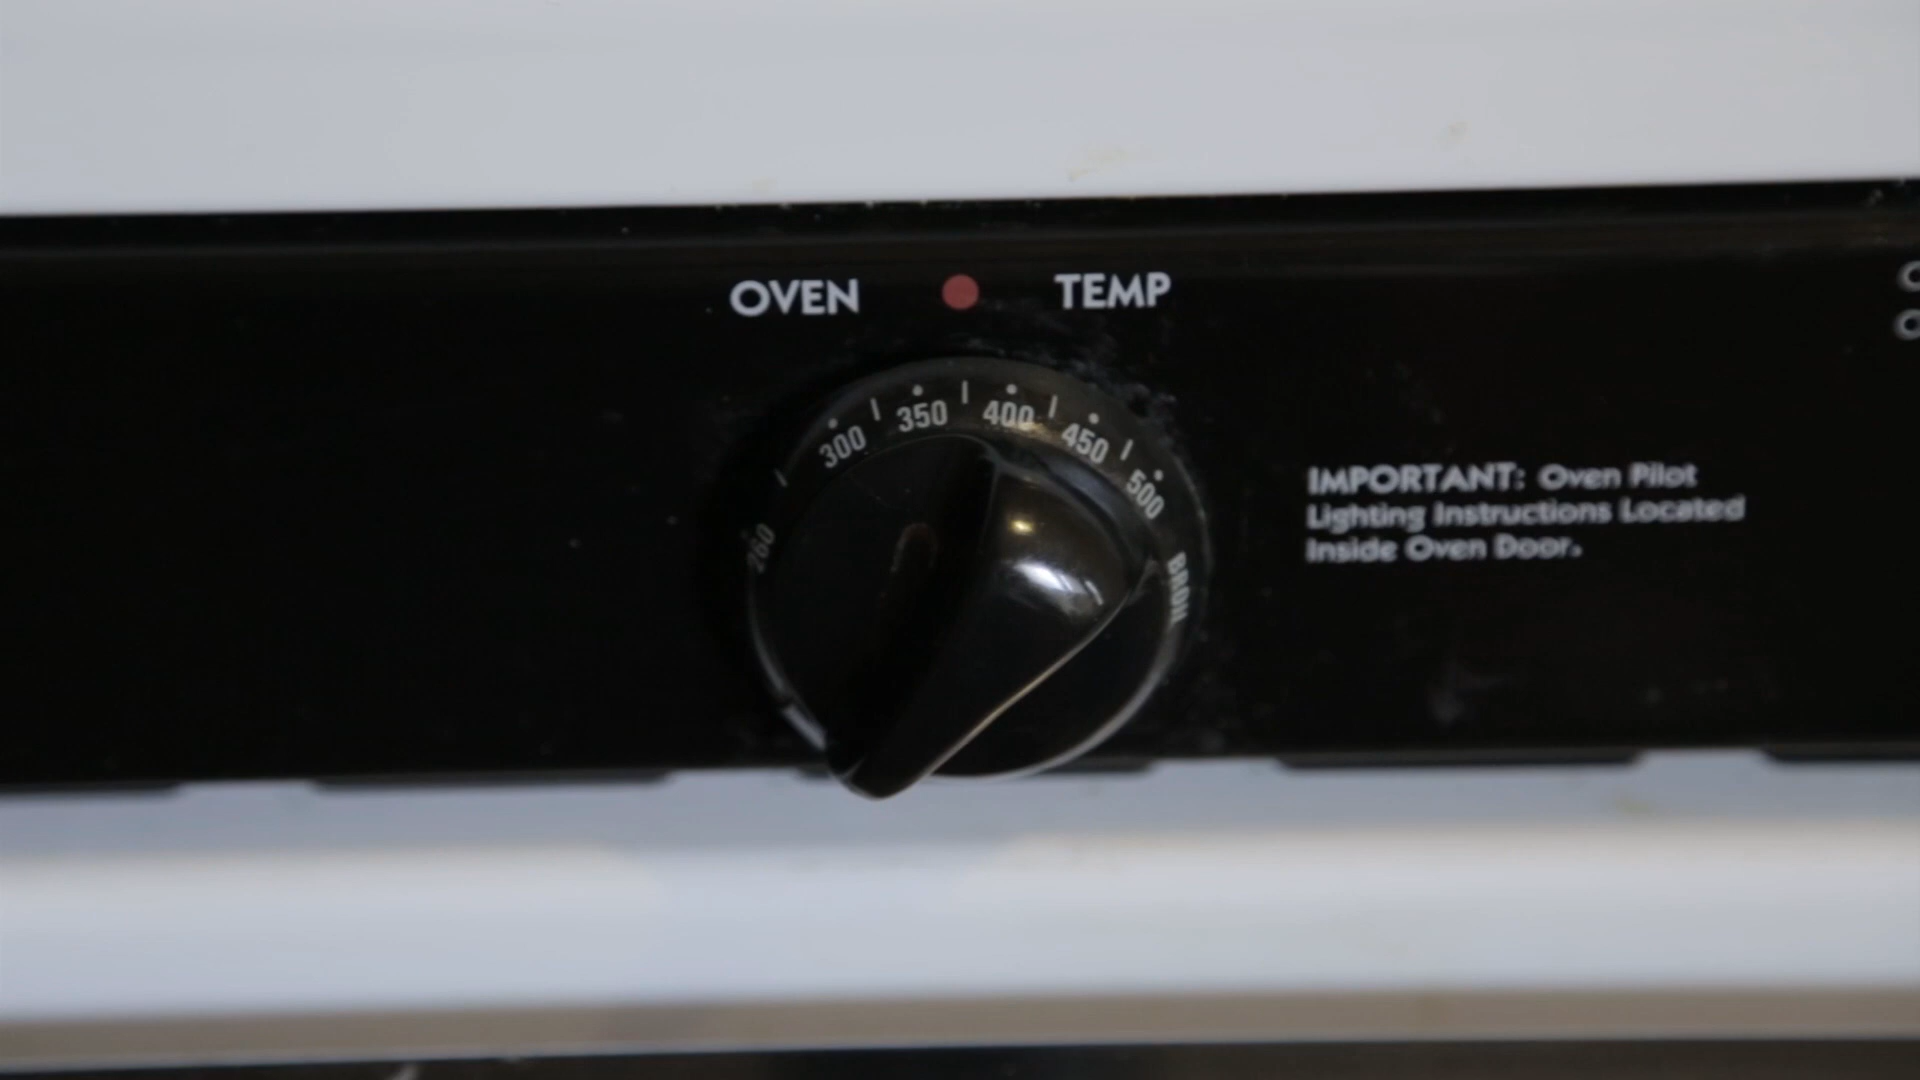 OVEN TEMP
300 350 400 450 500
BROIL
IMPORTANT: Oven Pilot
Lighting Instructions Located
Inside Oven Door.